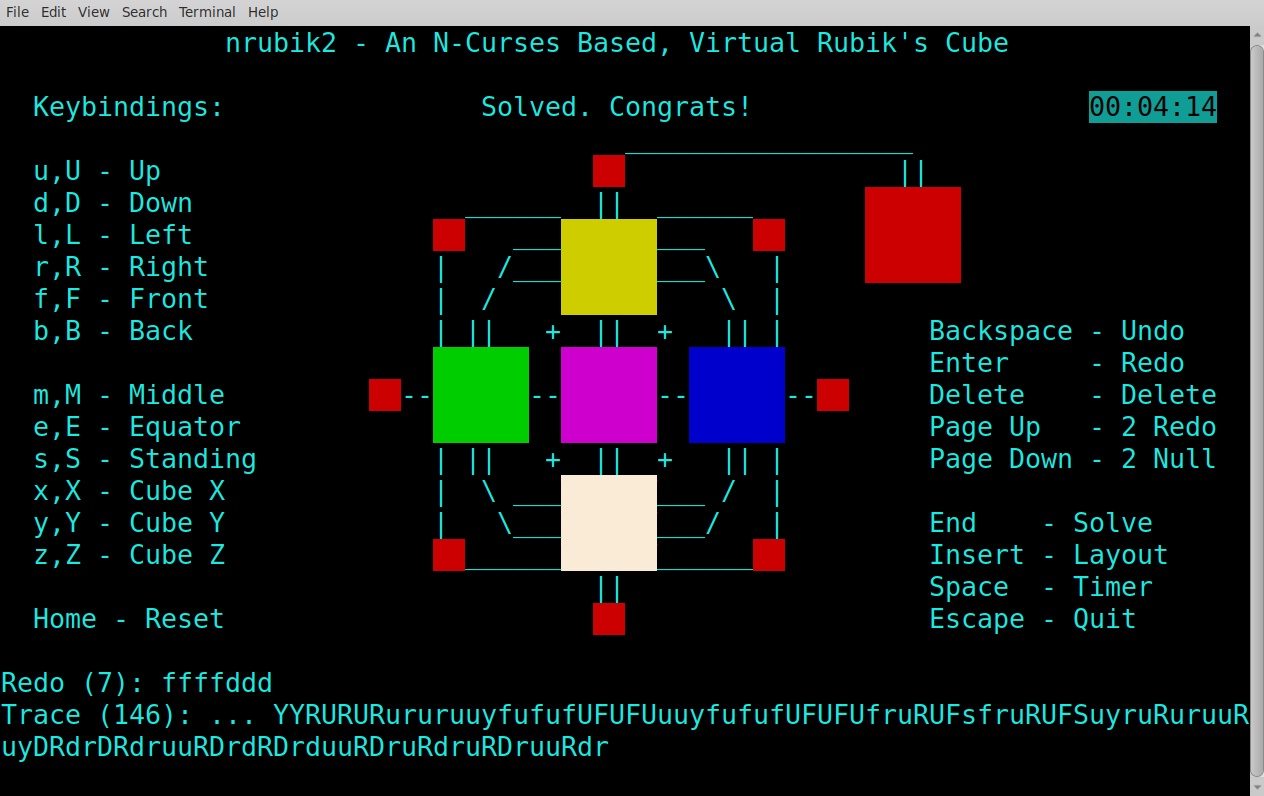 File Edit View Search Terminal Help
nrubik2 - An N-Curses Based, Virtual Rubik's Cube
Keybindings: Solved. Congrats! 00:04:14
u,U - Up
d,D - Down
l,L - Left
r,R - Right
f,F - Front
b,B - Back Backspace - Undo
Enter - Redo
m,M - Middle Delete - Delete
e,E - Equator Page Up - 2 Redo
s,S - Standing Page Down - 2 Null
x,X - Cube X
y,Y - Cube Y End - Solve
z,Z - Cube Z Insert - Layout
Space - Timer
Home - Reset Escape - Quit
Redo (7): ffffddd
Trace (146): ... YYRURURururuuyfufufUFUFUuuyfufufUFUFUfruRUFsfruRUFSuyruRuruuR
uyDRdrDRdruuRDrdRDrduuRDruRdruRDruuRdr